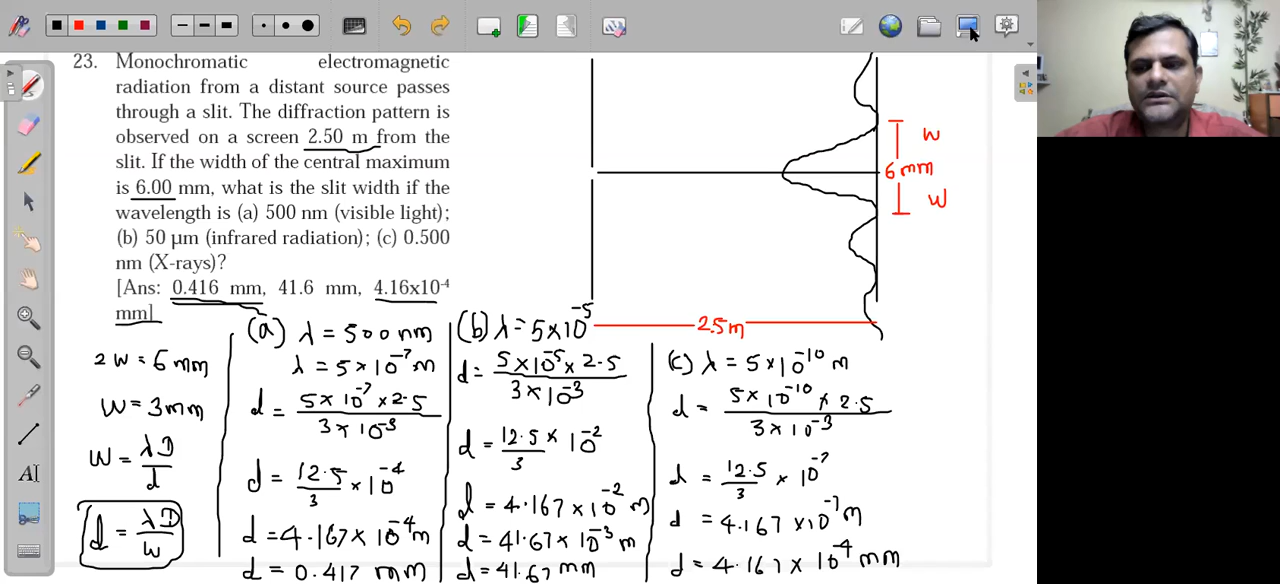 23. Monochromatic electromagnetic
radiation from a distant source passes
through a slit. The diffraction pattern is
observed on a screen 2.50 m from the
slit. If the width of the central maximum
is 6.00 mm, what is the slit width if the
wavelength is (a) 500 nm (visible light);
(b) 50 μm (infrared radiation); (c) 0.500
nm (X-rays)?
[Ans: 0.416 mm, 41.6 mm, 4.16x10⁻⁴
mm]
W
6 mm
W
2.5 m
2W = 6 mm
W = 3 mm
W = λD/d
d = λD/W
(a) λ = 500 nm
λ = 5 × 10⁻⁷ m
d = 5 × 10⁻⁷ × 2.5 / 3 × 10⁻³
d = 12.5/3 × 10⁻⁴
d = 4.167 × 10⁻⁴ m
d = 0.417 mm
(b) λ = 5 × 10⁻⁵
d = 5 × 10⁻⁵ × 2.5 / 3 × 10⁻³
d = 12.5/3 × 10⁻²
d = 4.167 × 10⁻² m
d = 41.67 × 10⁻³ m
d = 41.67 mm
(c) λ = 5 × 10⁻¹⁰ m
d = 5 × 10⁻¹⁰ × 2.5 / 3 × 10⁻³
d = 12.5/3 × 10⁻⁷
d = 4.167 × 10⁻⁷ m
d = 4.167 × 10⁻⁴ mm